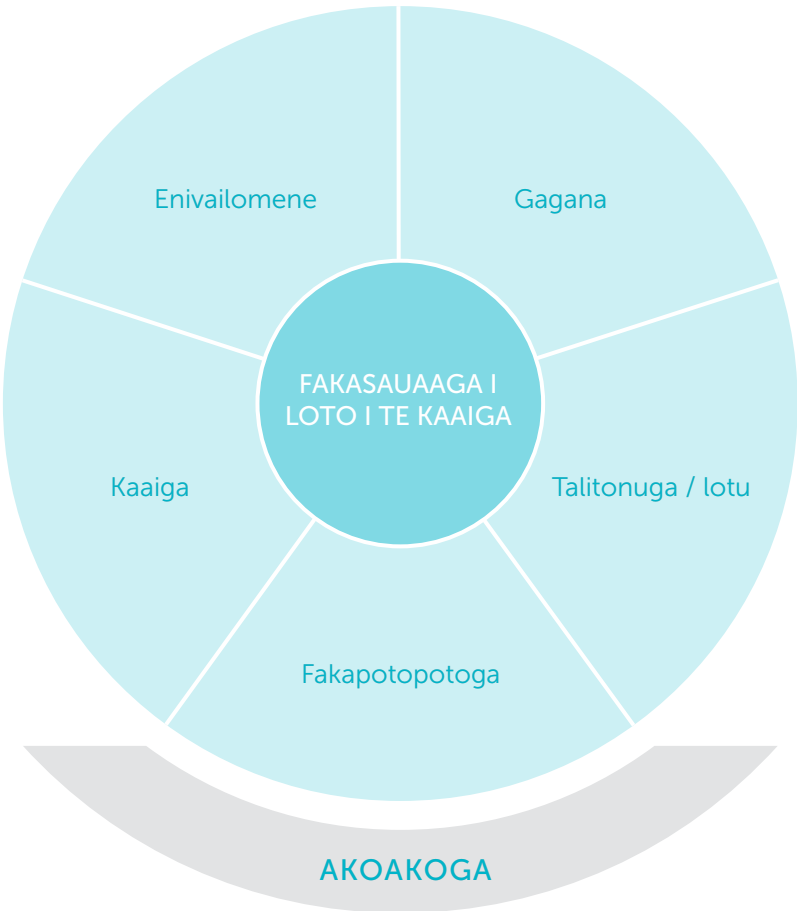 Enivailomene
Gagana
FAKASAUAAGA I
LOTO I TE KAAIGA
Kaaiga
Talitonuga / lotu
Fakapotopotoga
AKOAKOGA